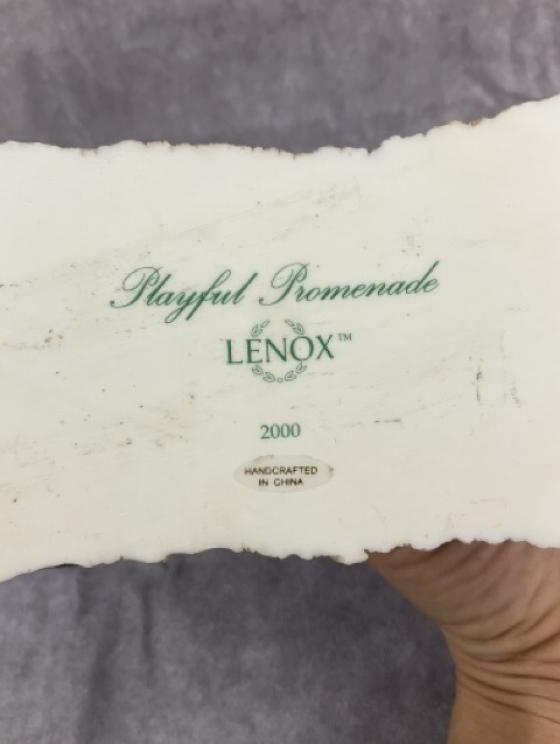 Playful Promenade
LENOX™
2000
HANDCRAFTED
IN CHINA